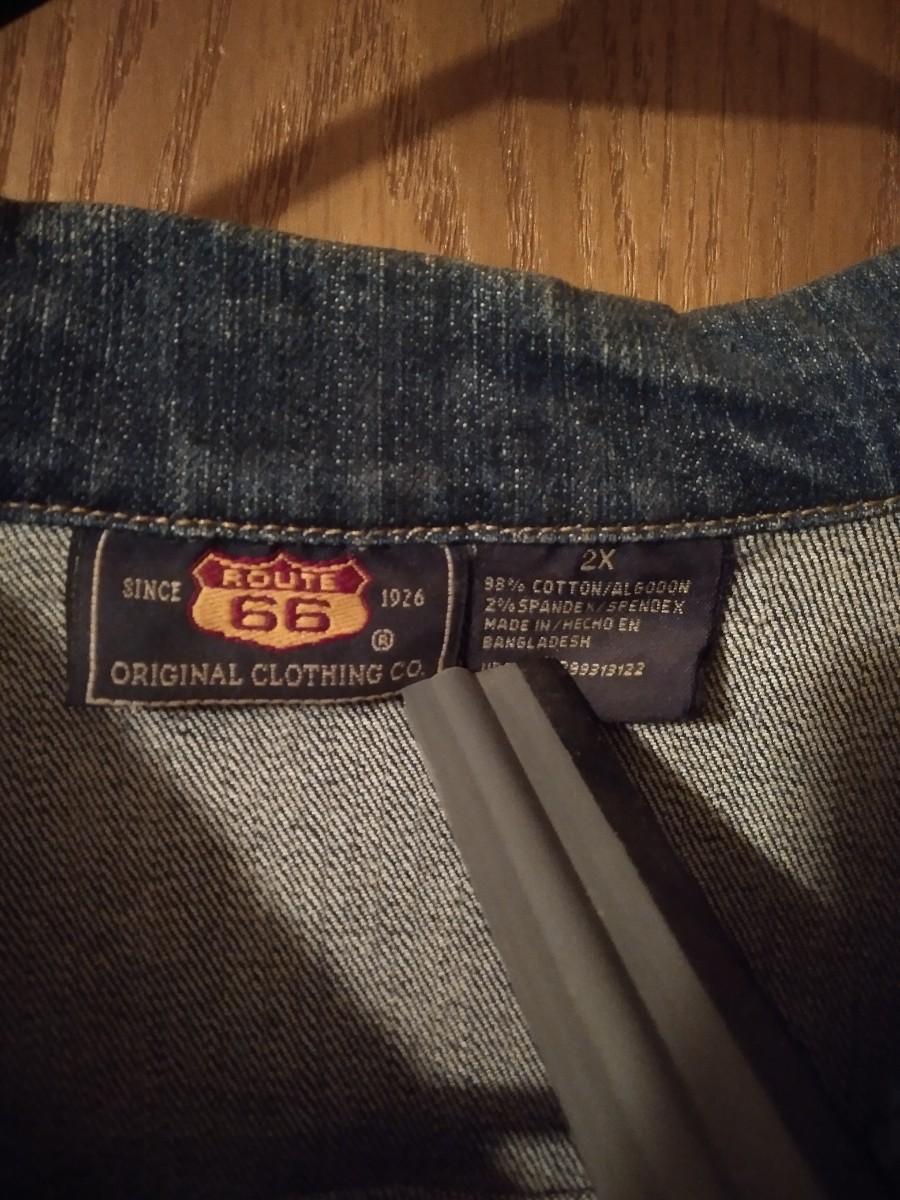 SINCE ROUTE 66 1926
®
ORIGINAL CLOTHING CO.
2X
98% COTTON/ALGODON
2% SPANDEX/SPENDEX
MADE IN/HECHO EN
BANGLADESH
299313122